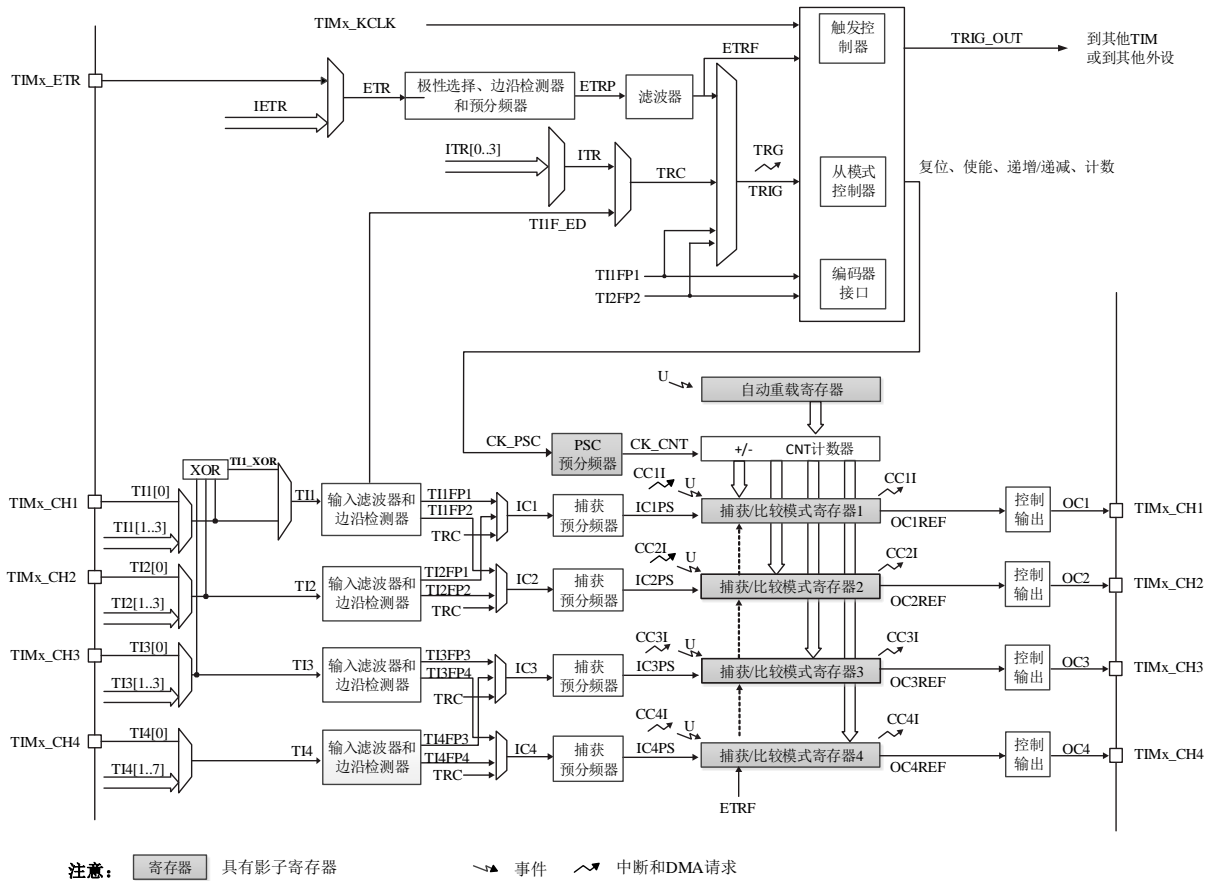 TIMx_KCLK
触发控
制器
TRIG_OUT
到其他TIM
或到其他外设
TIMx_ETR
ETRF
IETR
ETR
极性选择、边沿检测器
和预分频器
ETRP
滤波器
ITR[0..3]
ITR
TRC
TRG
TRIG
从模式
控制器
复位、使能、递增/递减、计数
TI1F_ED
TI1FP1
TI2FP2
编码器
接口
U
自动重载寄存器
CK_PSC
PSC
预分频器
CK_CNT
+/-
CNT计数器
XOR
TI1_XOR
TIMx_CH1
TI1[0]
TI1[1..3]
TI1
输入滤波器和
边沿检测器
TI1FP1
TI1FP2
TRC
IC1
捕获
预分频器
IC1PS
CC1I
U
捕获/比较模式寄存器1
CC1I
OC1REF
控制
输出
OC1
TIMx_CH1
TIMx_CH2
TI2[0]
TI2[1..3]
TI2
输入滤波器和
边沿检测器
TI2FP1
TI2FP2
TRC
IC2
捕获
预分频器
IC2PS
CC2I
U
捕获/比较模式寄存器2
CC2I
OC2REF
控制
输出
OC2
TIMx_CH2
TIMx_CH3
TI3[0]
TI3[1..3]
TI3
输入滤波器和
边沿检测器
TI3FP3
TI3FP4
TRC
IC3
捕获
预分频器
IC3PS
CC3I
U
捕获/比较模式寄存器3
CC3I
OC3REF
控制
输出
OC3
TIMx_CH3
TIMx_CH4
TI4[0]
TI4[1..7]
TI4
输入滤波器和
边沿检测器
TI4FP3
TI4FP4
TRC
IC4
捕获
预分频器
IC4PS
CC4I
U
捕获/比较模式寄存器4
CC4I
OC4REF
控制
输出
OC4
TIMx_CH4
ETRF
注意：
寄存器
具有影子寄存器
事件
中断和DMA请求